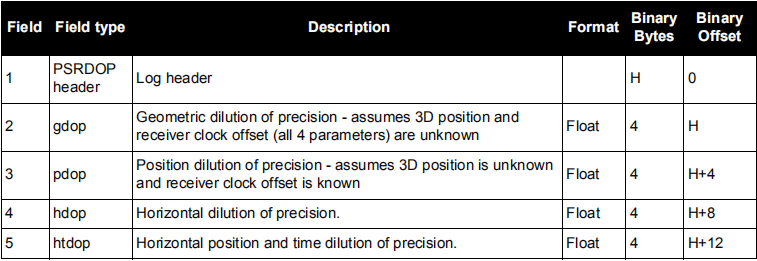 Field Field type Description Format Binary Bytes Binary Offset
1 PSRDOP header Log header H 0
2 gdop Geometric dilution of precision - assumes 3D position and receiver clock offset (all 4 parameters) are unknown Float 4 H
3 pdop Position dilution of precision - assumes 3D position is unknown and receiver clock offset is known Float 4 H+4
4 hdop Horizontal dilution of precision. Float 4 H+8
5 htdop Horizontal position and time dilution of precision. Float 4 H+12